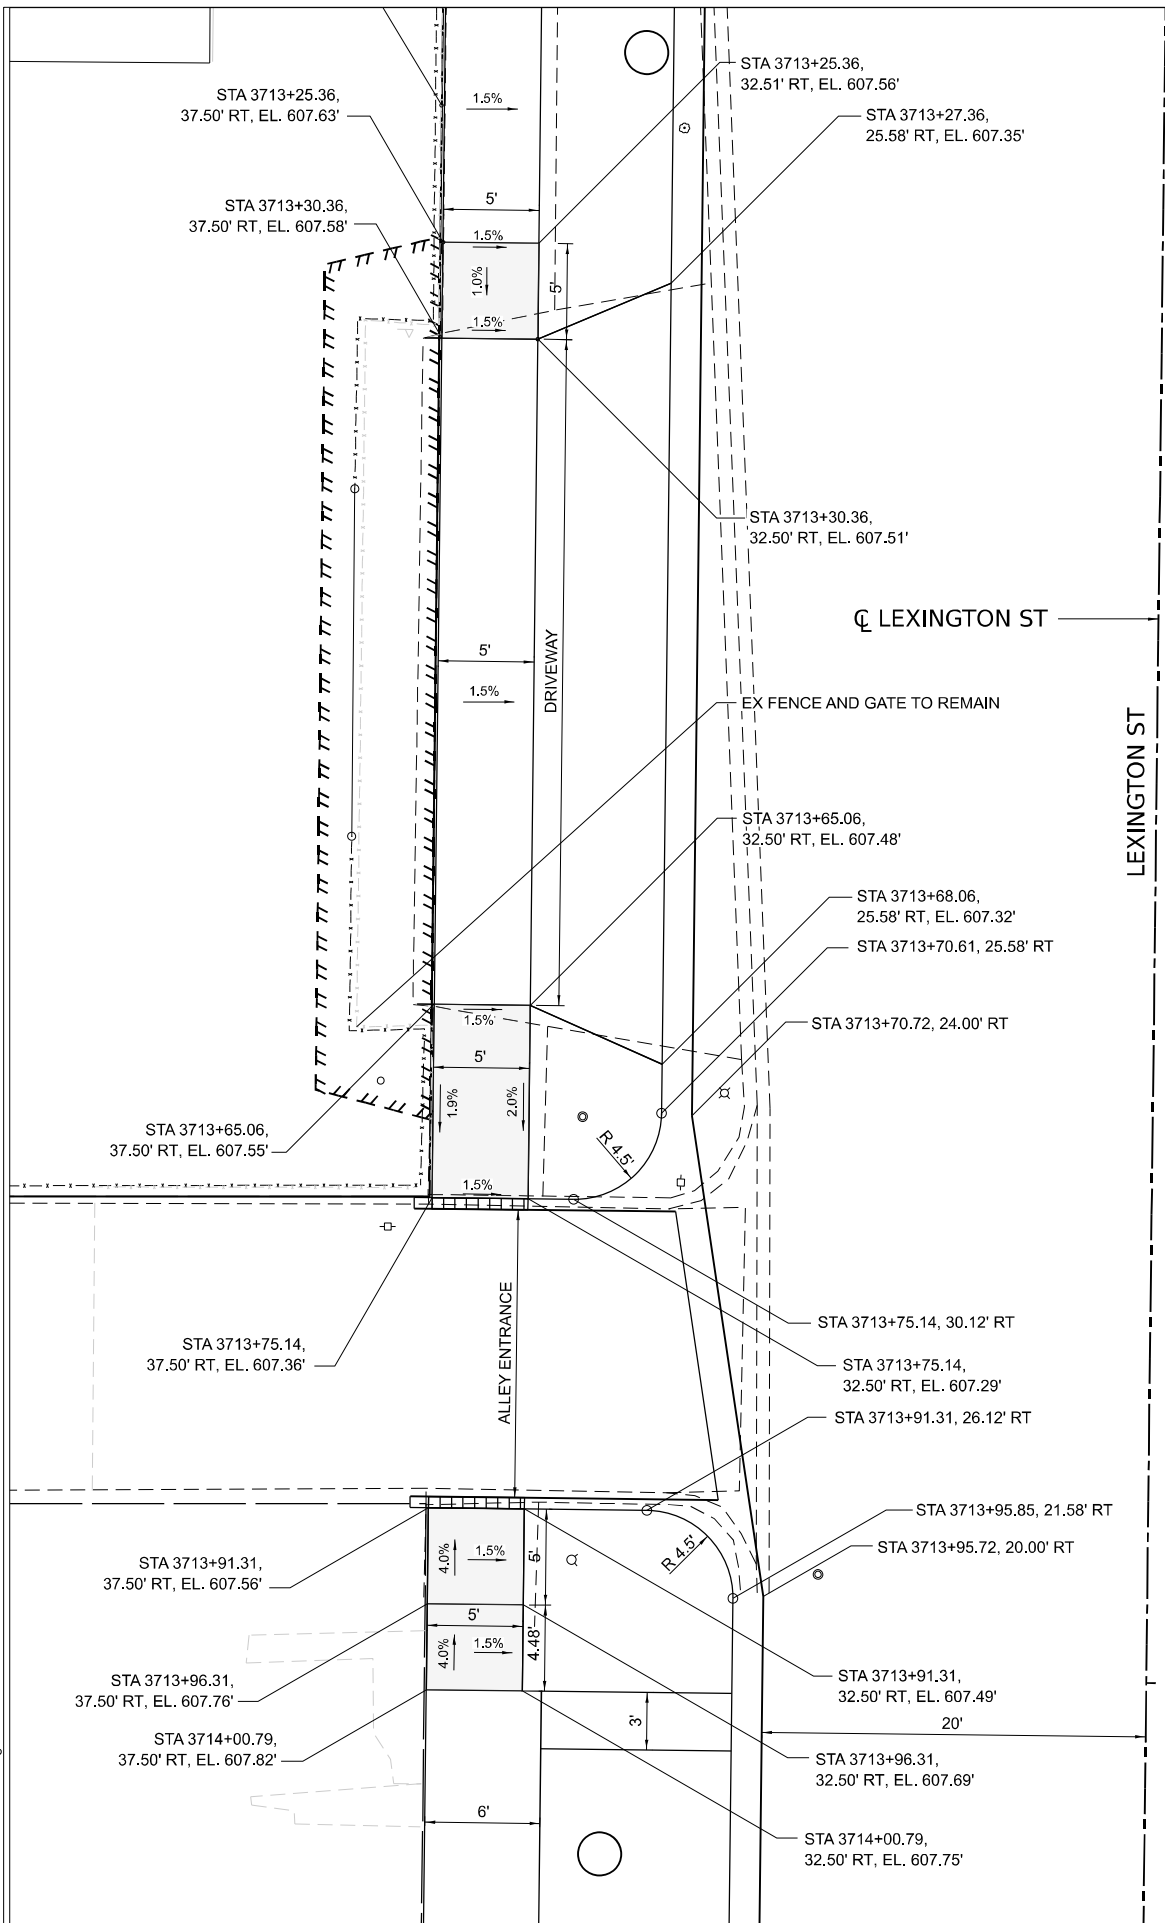 STA 3713+25.36,
37.50' RT, EL. 607.63'
1.5%
STA 3713+25.36,
32.51' RT, EL. 607.56'
STA 3713+27.36,
25.58' RT, EL. 607.35'
STA 3713+30.36,
37.50' RT, EL. 607.58'
5'
1.5%
1.0%
5'
1.5%
STA 3713+30.36,
32.50' RT, EL. 607.51'
℄ LEXINGTON ST
5'
1.5%
DRIVEWAY
EX FENCE AND GATE TO REMAIN
LEXINGTON ST
STA 3713+65.06,
32.50' RT, EL. 607.48'
STA 3713+68.06,
25.58' RT, EL. 607.32'
STA 3713+70.61, 25.58' RT
STA 3713+70.72, 24.00' RT
1.5%
5'
1.9%
2.0%
STA 3713+65.06,
37.50' RT, EL. 607.55'
R 4.5'
1.5%
ALLEY ENTRANCE
STA 3713+75.14, 30.12' RT
STA 3713+75.14,
37.50' RT, EL. 607.36'
STA 3713+75.14,
32.50' RT, EL. 607.29'
STA 3713+91.31, 26.12' RT
STA 3713+95.85, 21.58' RT
STA 3713+95.72, 20.00' RT
STA 3713+91.31,
37.50' RT, EL. 607.56'
4.0%
1.5%
5'
R 4.5'
5'
4.0%
1.5%
4.48'
STA 3713+96.31,
37.50' RT, EL. 607.76'
STA 3713+91.31,
32.50' RT, EL. 607.49'
3'
20'
STA 3714+00.79,
37.50' RT, EL. 607.82'
STA 3713+96.31,
32.50' RT, EL. 607.69'
6'
STA 3714+00.79,
32.50' RT, EL. 607.75'